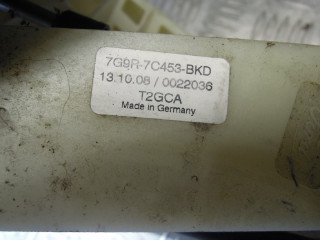 7G9R-7C453-BKD
13.10.08 / 0022036
T2GCA
Made in Germany